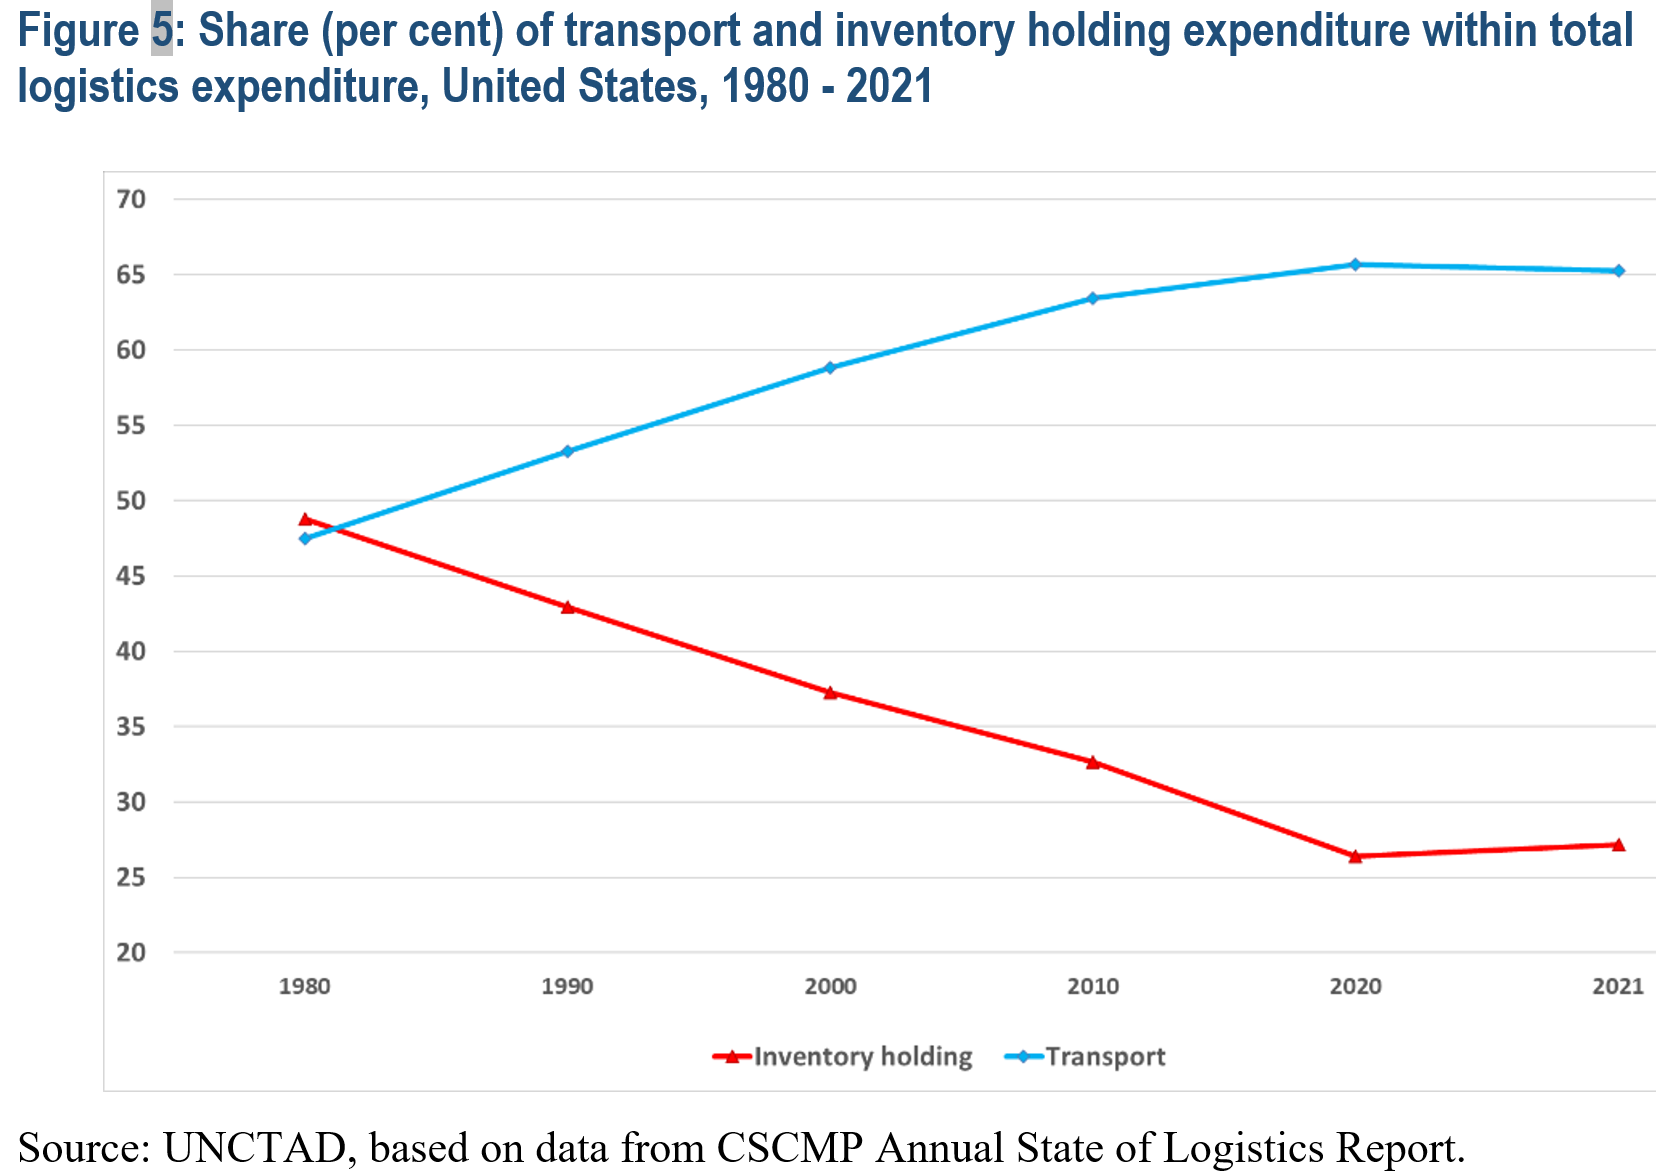 Figure 5: Share (per cent) of transport and inventory holding expenditure within total
logistics expenditure, United States, 1980 - 2021
70
65
60
55
50
45
40
35
30
25
20
1980 1990 2000 2010 2020 2021
Inventory holding Transport
Source: UNCTAD, based on data from CSCMP Annual State of Logistics Report.